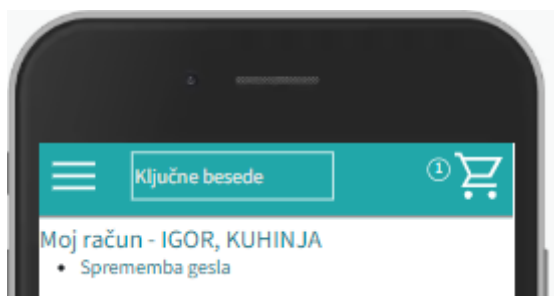 Ključne besede
1
Moj račun - IGOR, KUHINJA
• Sprememba gesla